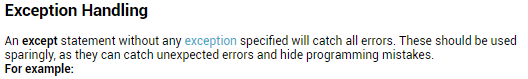 Exception Handling
An except statement without any exception specified will catch all errors. These should be used
sparingly, as they can catch unexpected errors and hide programming mistakes.
For example: